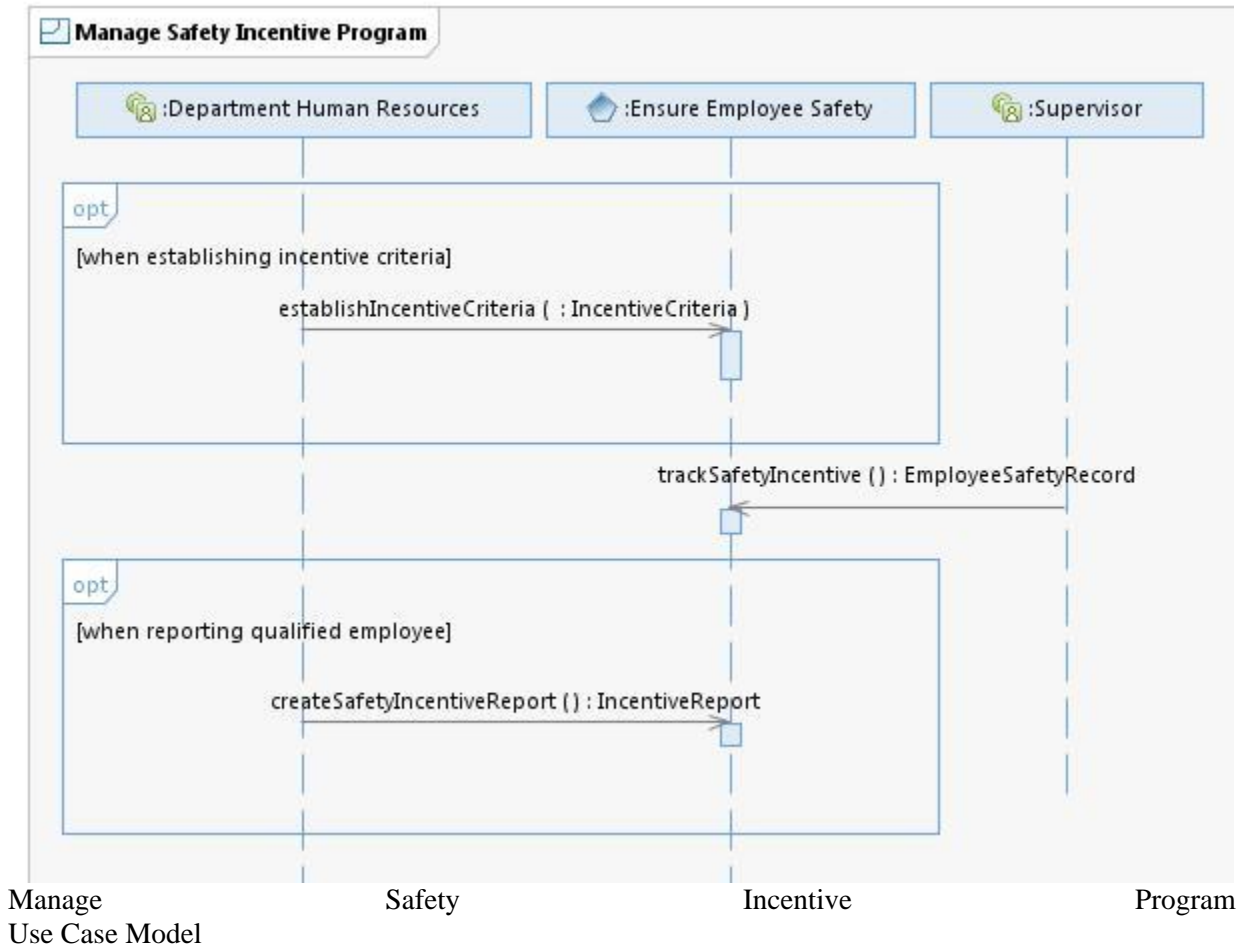 Manage Safety Incentive Program
:Department Human Resources
:Ensure Employee Safety
:Supervisor
opt
[when establishing incentive criteria]
establishIncentiveCriteria ( : IncentiveCriteria )
trackSafetyIncentive ( ) : EmployeeSafetyRecord
opt
[when reporting qualified employee]
createSafetyIncentiveReport ( ) : IncentiveReport
Manage Safety Incentive Program
Use Case Model